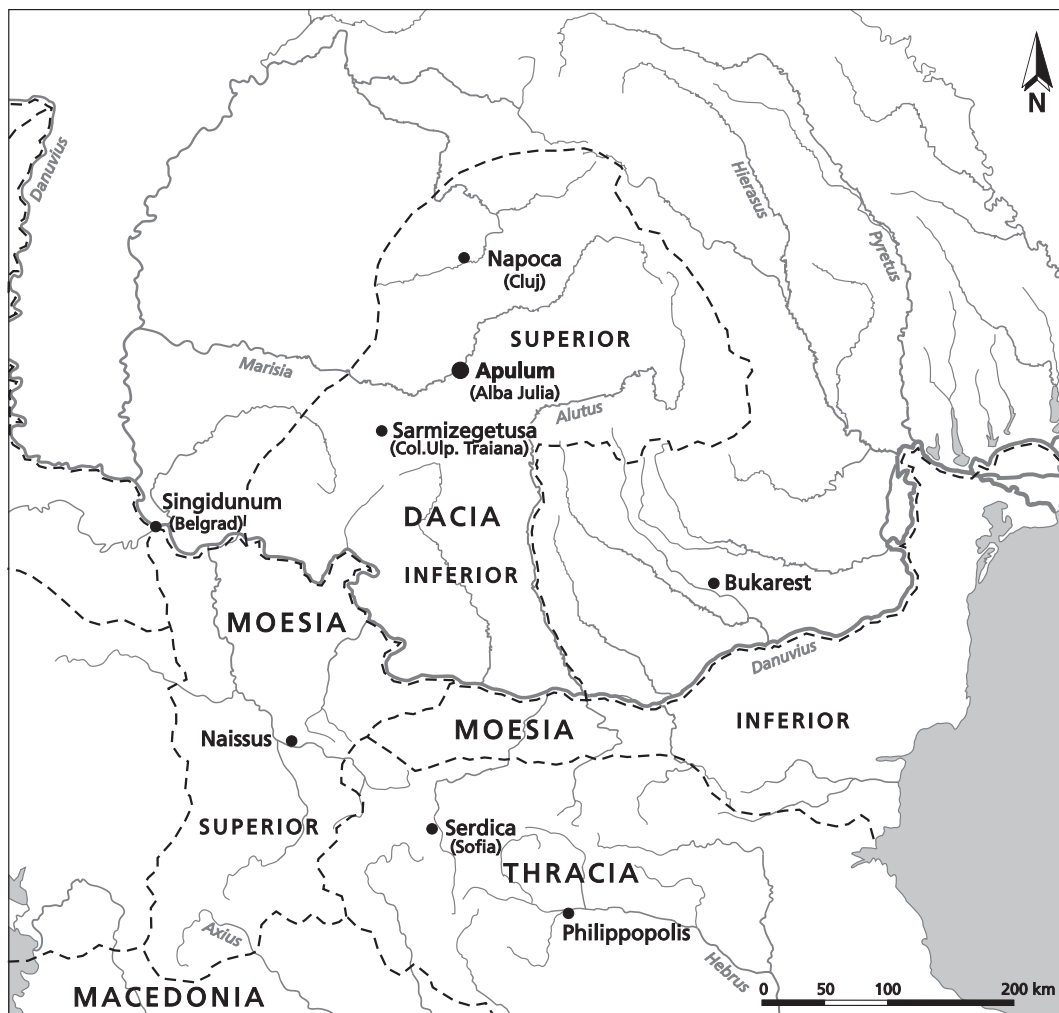 N
Danuvius
Hierasus
Pyretus
Napoca
(Cluj)
SUPERIOR
Marisia
Apulum
(Alba Julia)
Alutus
Sarmizegetusa
(Col.Ulp. Traiana)
Singidunum
(Belgrad)
DACIA
INFERIOR
Bukarest
MOESIA
Danuvius
INFERIOR
MOESIA
Naissus
SUPERIOR
Serdica
(Sofia)
THRACIA
Philippopolis
Axius
Hebrus
MACEDONIA
0 50 100 200 km